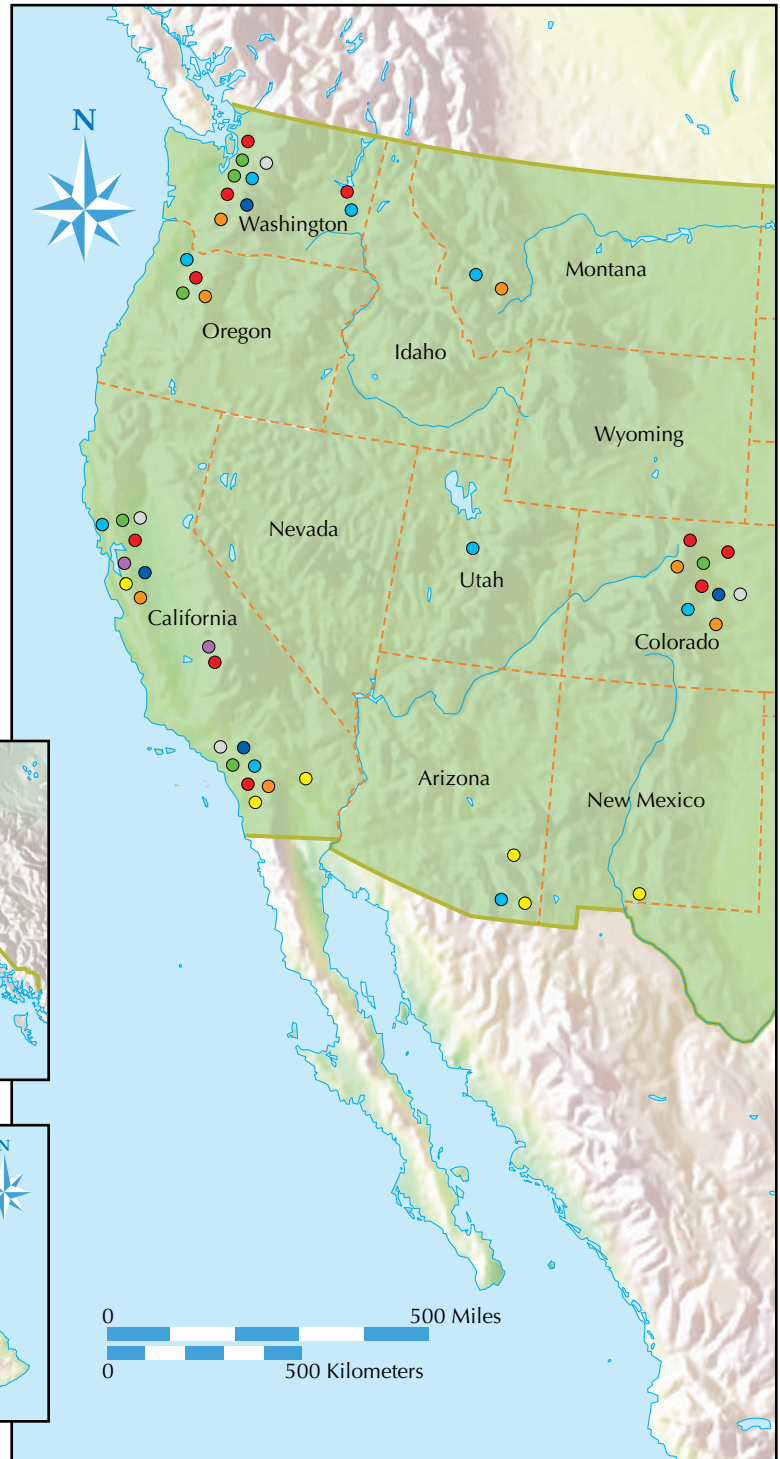 N
Washington
Montana
Oregon
Idaho
Wyoming
Nevada
Utah
California
Colorado
Arizona
New Mexico
N
0 500 Miles
0 500 Kilometers